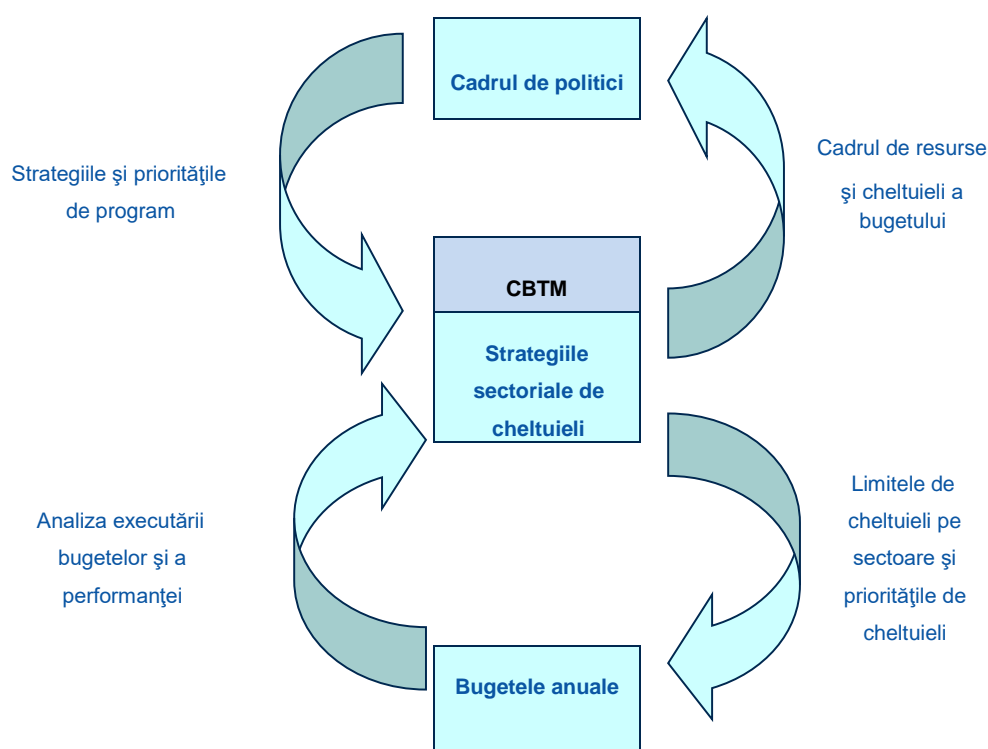 Cadrul de politici
Strategiile şi priorităţile
de program
Cadrul de resurse
şi cheltuieli a
bugetului
CBTM
Strategiile
sectoriale de
cheltuieli
Analiza executării
bugetelor şi a
performanţei
Limitele de
cheltuieli pe
sectoare şi
priorităţile de
cheltuieli
Bugetele anuale